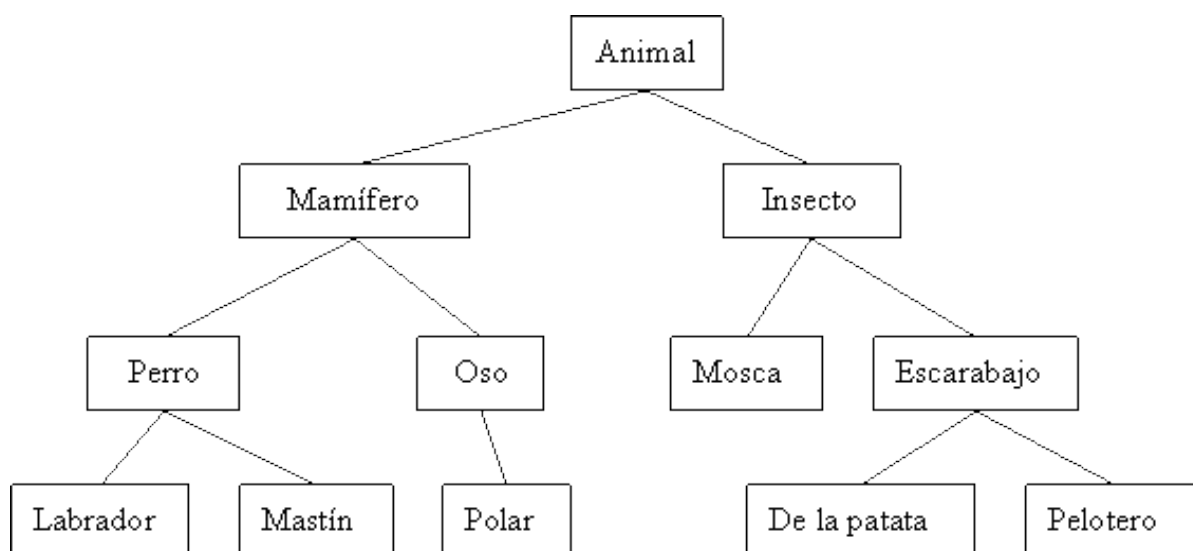 Animal
Mamífero
Insecto
Perro
Oso
Mosca
Escarabajo
Labrador
Mastín
Polar
De la patata
Pelotero